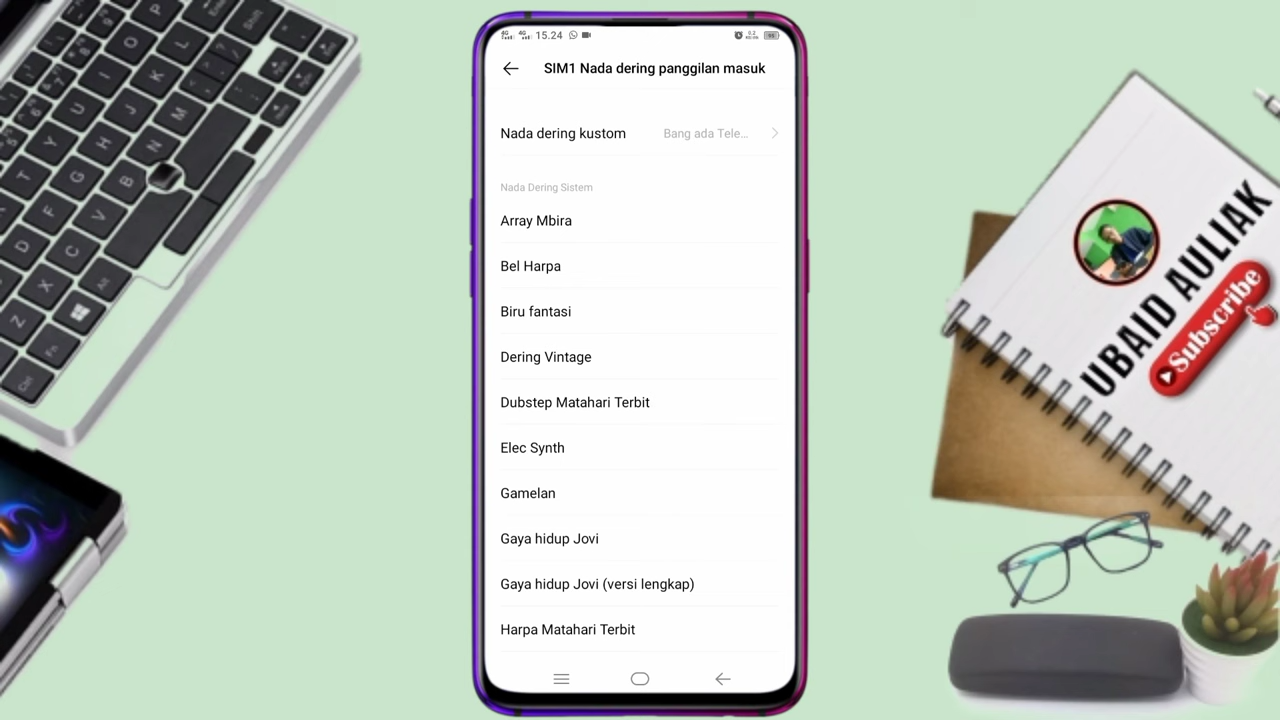 15.24
SIM1 Nada dering panggilan masuk
Nada dering kustom
Bang ada Tele...
Nada Dering Sistem
Array Mbira
Bel Harpa
Biru fantasi
Dering Vintage
Dubstep Matahari Terbit
Elec Synth
Gamelan
Gaya hidup Jovi
Gaya hidup Jovi (versi lengkap)
Harpa Matahari Terbit
UBAID AULIAK
Subscribe